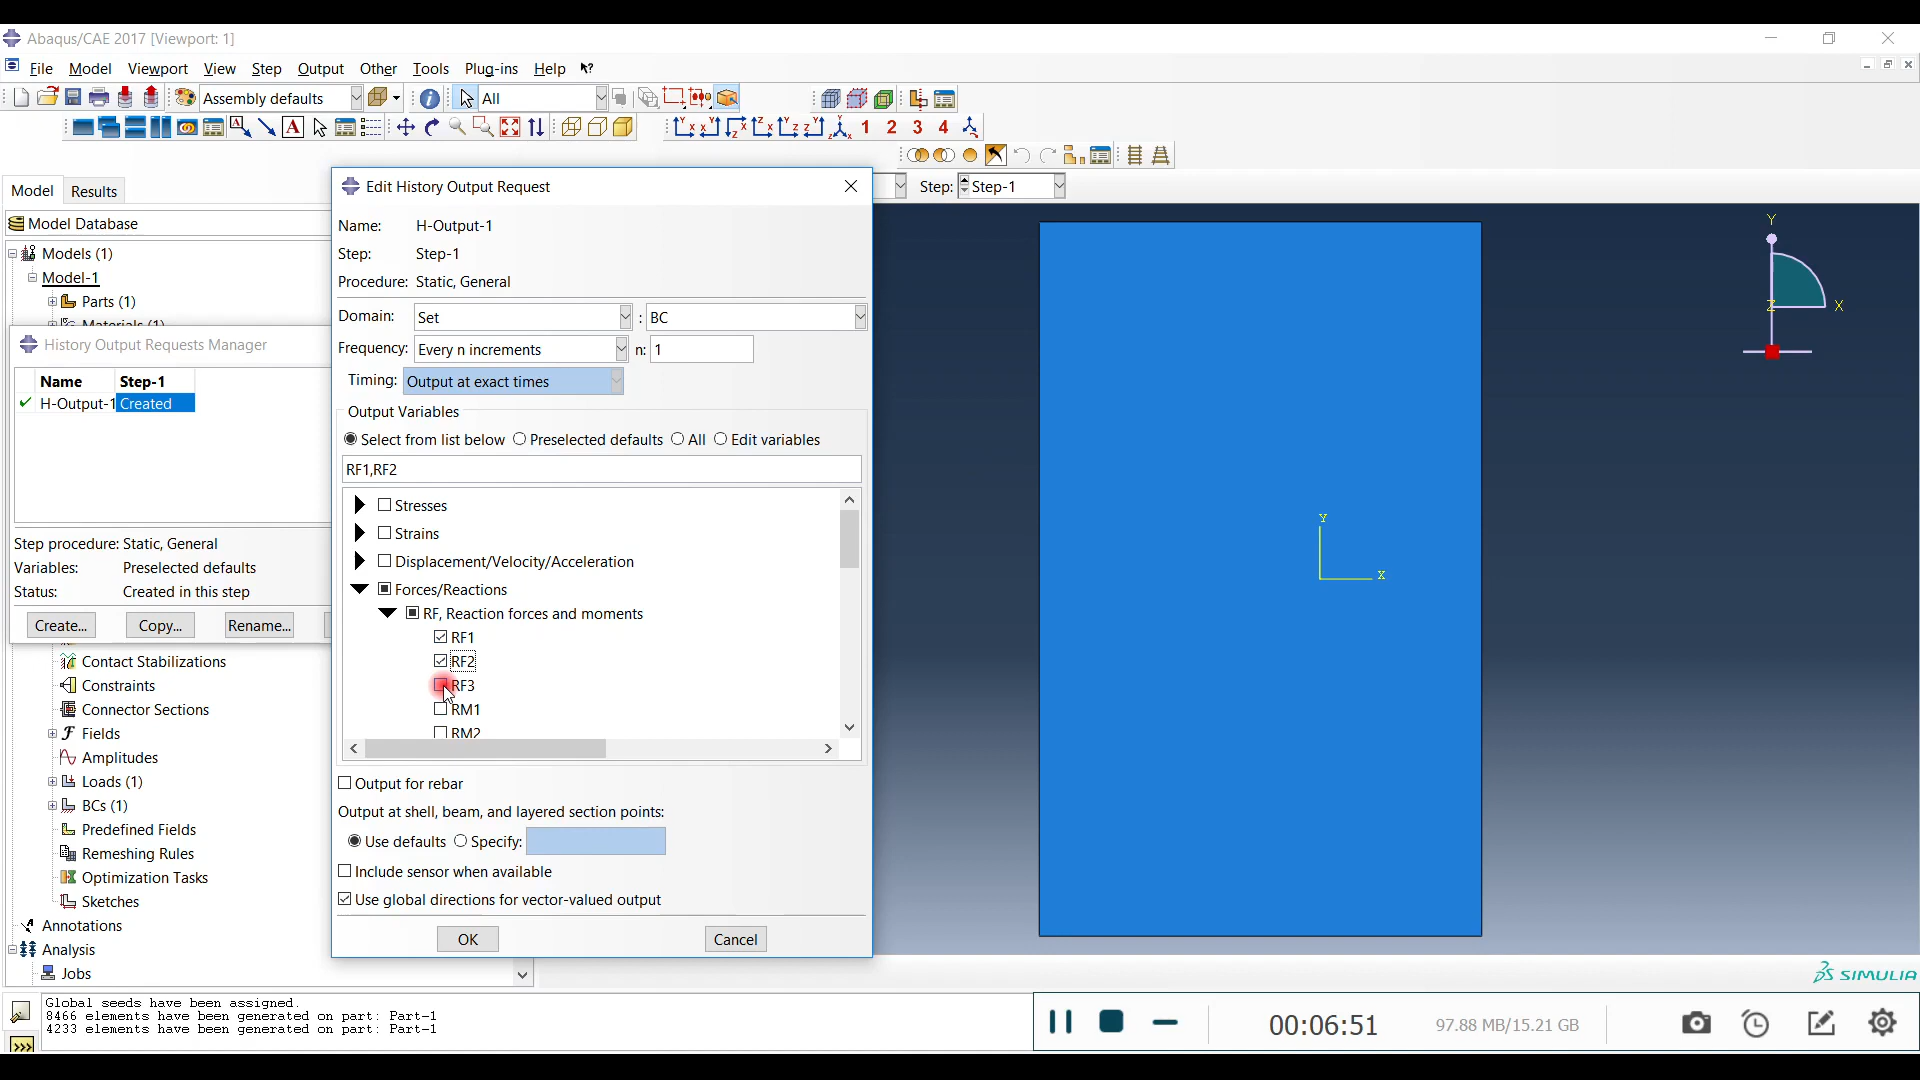 Abaqus/CAE 2017 [Viewport: 1]
File Model Viewport View Step Output Other Tools Plug-ins Help
Assembly defaults All
1 2 3 4
Model Results
Step: Step-1
Model Database
Models (1)
Model-1
Parts (1)
Materials (1)
History Output Requests Manager
Name Step-1
H-Output-1 Created
Step procedure: Static, General
Variables: Preselected defaults
Status: Created in this step
Create... Copy... Rename...
Contact Stabilizations
Constraints
Connector Sections
Fields
Amplitudes
Loads (1)
BCs (1)
Predefined Fields
Remeshing Rules
Optimization Tasks
Sketches
Annotations
Analysis
Jobs
Edit History Output Request
Name: H-Output-1
Step: Step-1
Procedure: Static, General
Domain: Set : BC
Frequency: Every n increments n: 1
Timing: Output at exact times
Output Variables
Select from list below Preselected defaults All Edit variables
RF1,RF2
Stresses
Strains
Displacement/Velocity/Acceleration
Forces/Reactions
RF, Reaction forces and moments
RF1
RF2
RF3
RM1
RM2
Output for rebar
Output at shell, beam, and layered section points:
Use defaults Specify:
Include sensor when available
Use global directions for vector-valued output
OK Cancel
Y
X
Y
Z X
SIMULIA
Global seeds have been assigned.
8466 elements have been generated on part: Part-1
4233 elements have been generated on part: Part-1
>>>
00:06:51 97.88 MB/15.21 GB